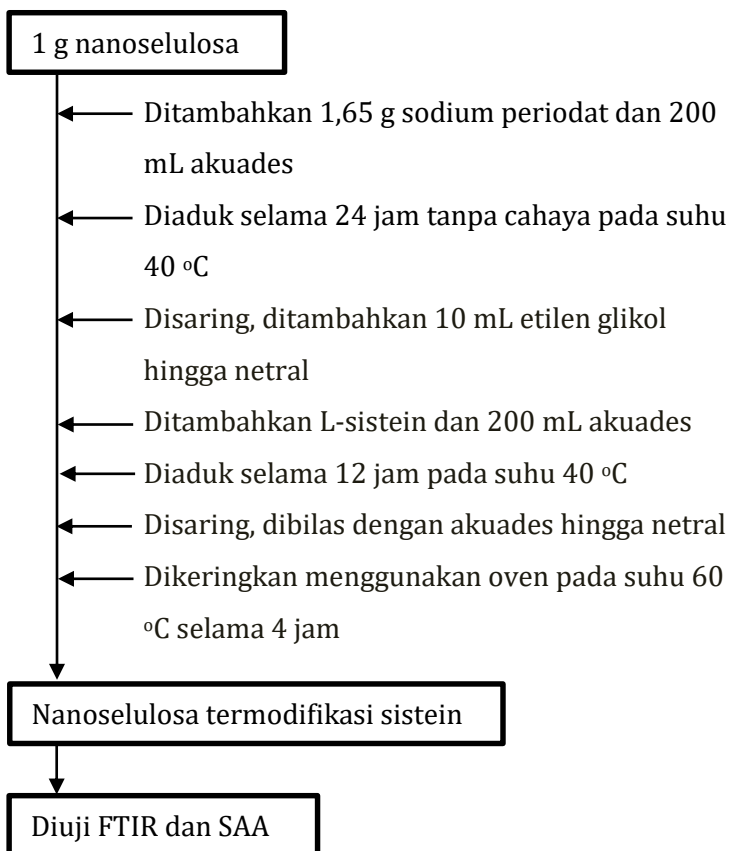 1 g nanoselulosa
Ditambahkan 1,65 g sodium periodat dan 200
mL akuades
Diaduk selama 24 jam tanpa cahaya pada suhu
40 ᵒC
Disaring, ditambahkan 10 mL etilen glikol
hingga netral
Ditambahkan L-sistein dan 200 mL akuades
Diaduk selama 12 jam pada suhu 40 ᵒC
Disaring, dibilas dengan akuades hingga netral
Dikeringkan menggunakan oven pada suhu 60
ᵒC selama 4 jam
Nanoselulosa termodifikasi sistein
Diuji FTIR dan SAA